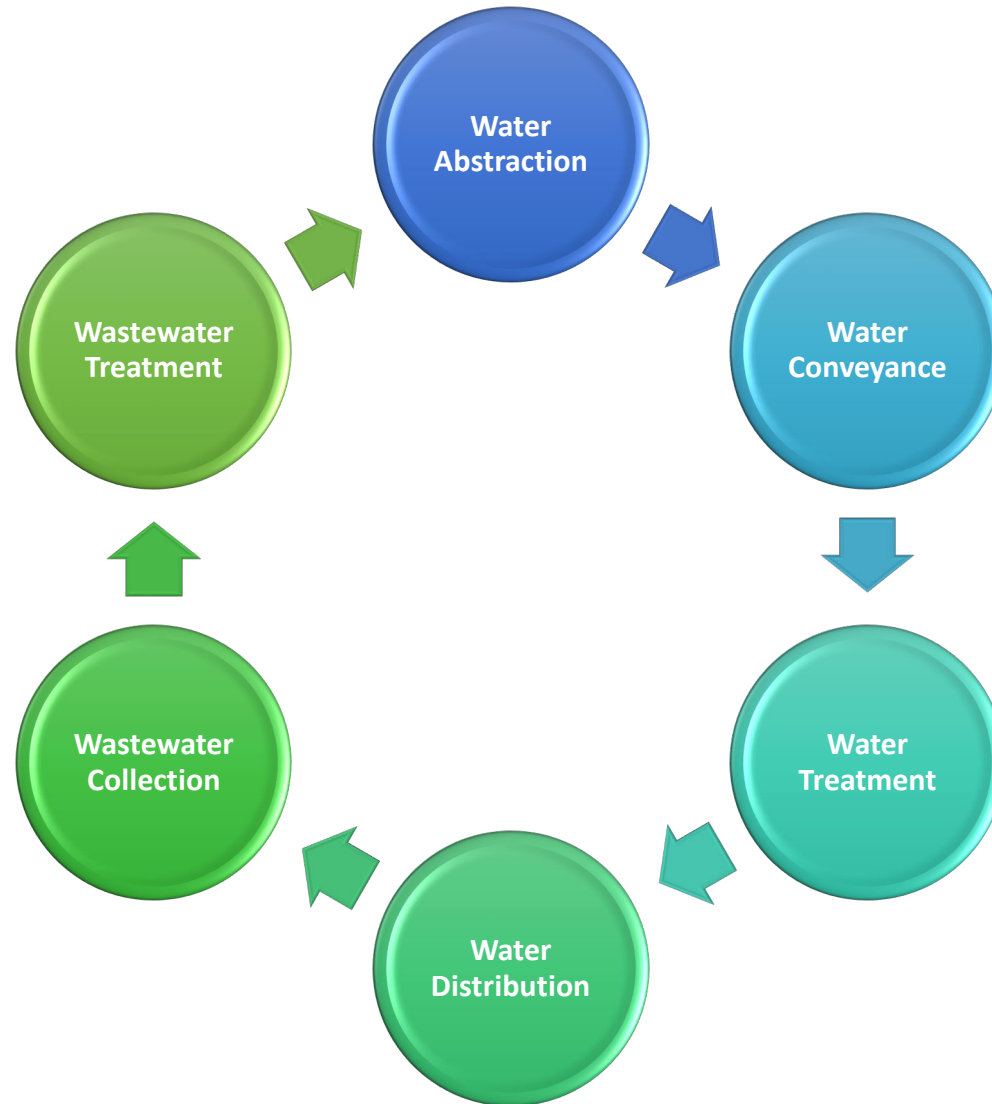 Water
Abstraction
Water
Conveyance
Water
Treatment
Water
Distribution
Wastewater
Collection
Wastewater
Treatment